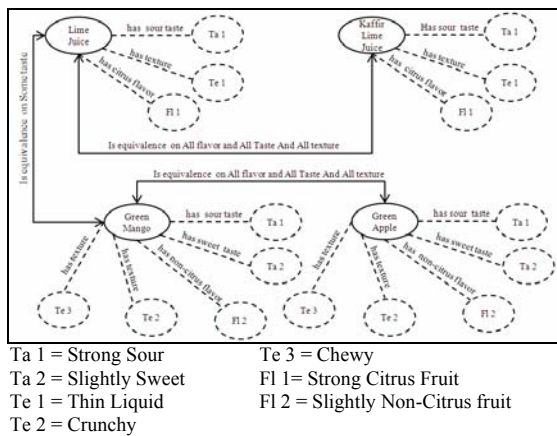 Lime
Juice
has sour taste
Ta 1
has texture
Te 1
has citrus flavor
Fl 1
Kaffir
Lime
Juice
Has sour taste
Ta 1
has texture
Te 1
has citrus flavor
Fl 1
Is equivalence on Some taste
Is equivalence on All flavor and All Taste And All texture
Is equivalence on All flavor and All Taste And All texture
Green
Mango
has sour taste
Ta 1
has sweet taste
Ta 2
has non-citrus flavor
Fl 2
has texture
Te 2
has texture
Te 3
Green
Apple
has sour taste
Ta 1
has sweet taste
Ta 2
has non-citrus flavor
Fl 2
has texture
Te 2
has texture
Te 3
Ta 1 = Strong Sour
Te 3 = Chewy
Ta 2 = Slightly Sweet
Fl 1= Strong Citrus Fruit
Te 1 = Thin Liquid
Fl 2 = Slightly Non-Citrus fruit
Te 2 = Crunchy